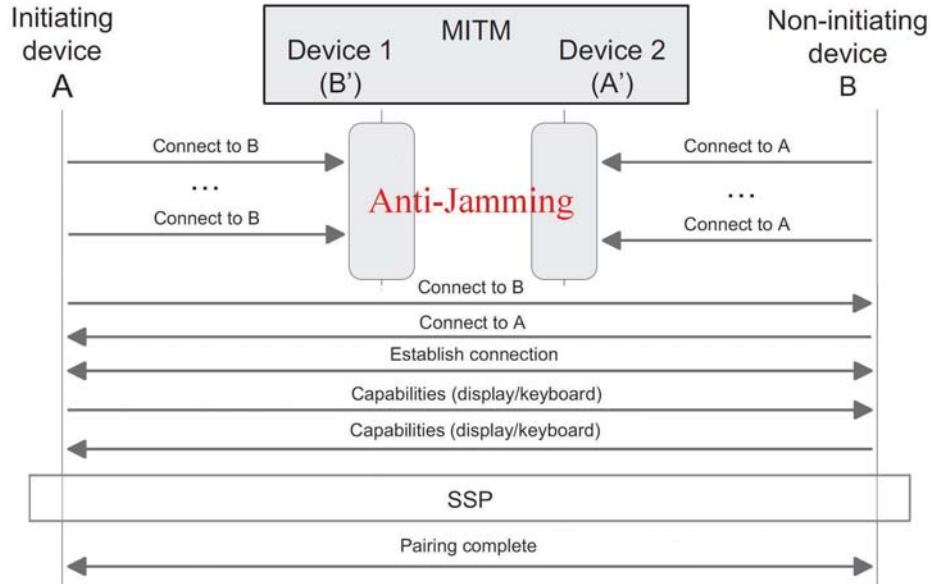 Initiating
device
A
MITM
Device 1
(B’)
Device 2
(A’)
Non-initiating
device
B
Connect to B
Connect to A
...
...
Anti-Jamming
Connect to B
Connect to A
Connect to B
Connect to A
Establish connection
Capabilities (display/keyboard)
Capabilities (display/keyboard)
SSP
Pairing complete